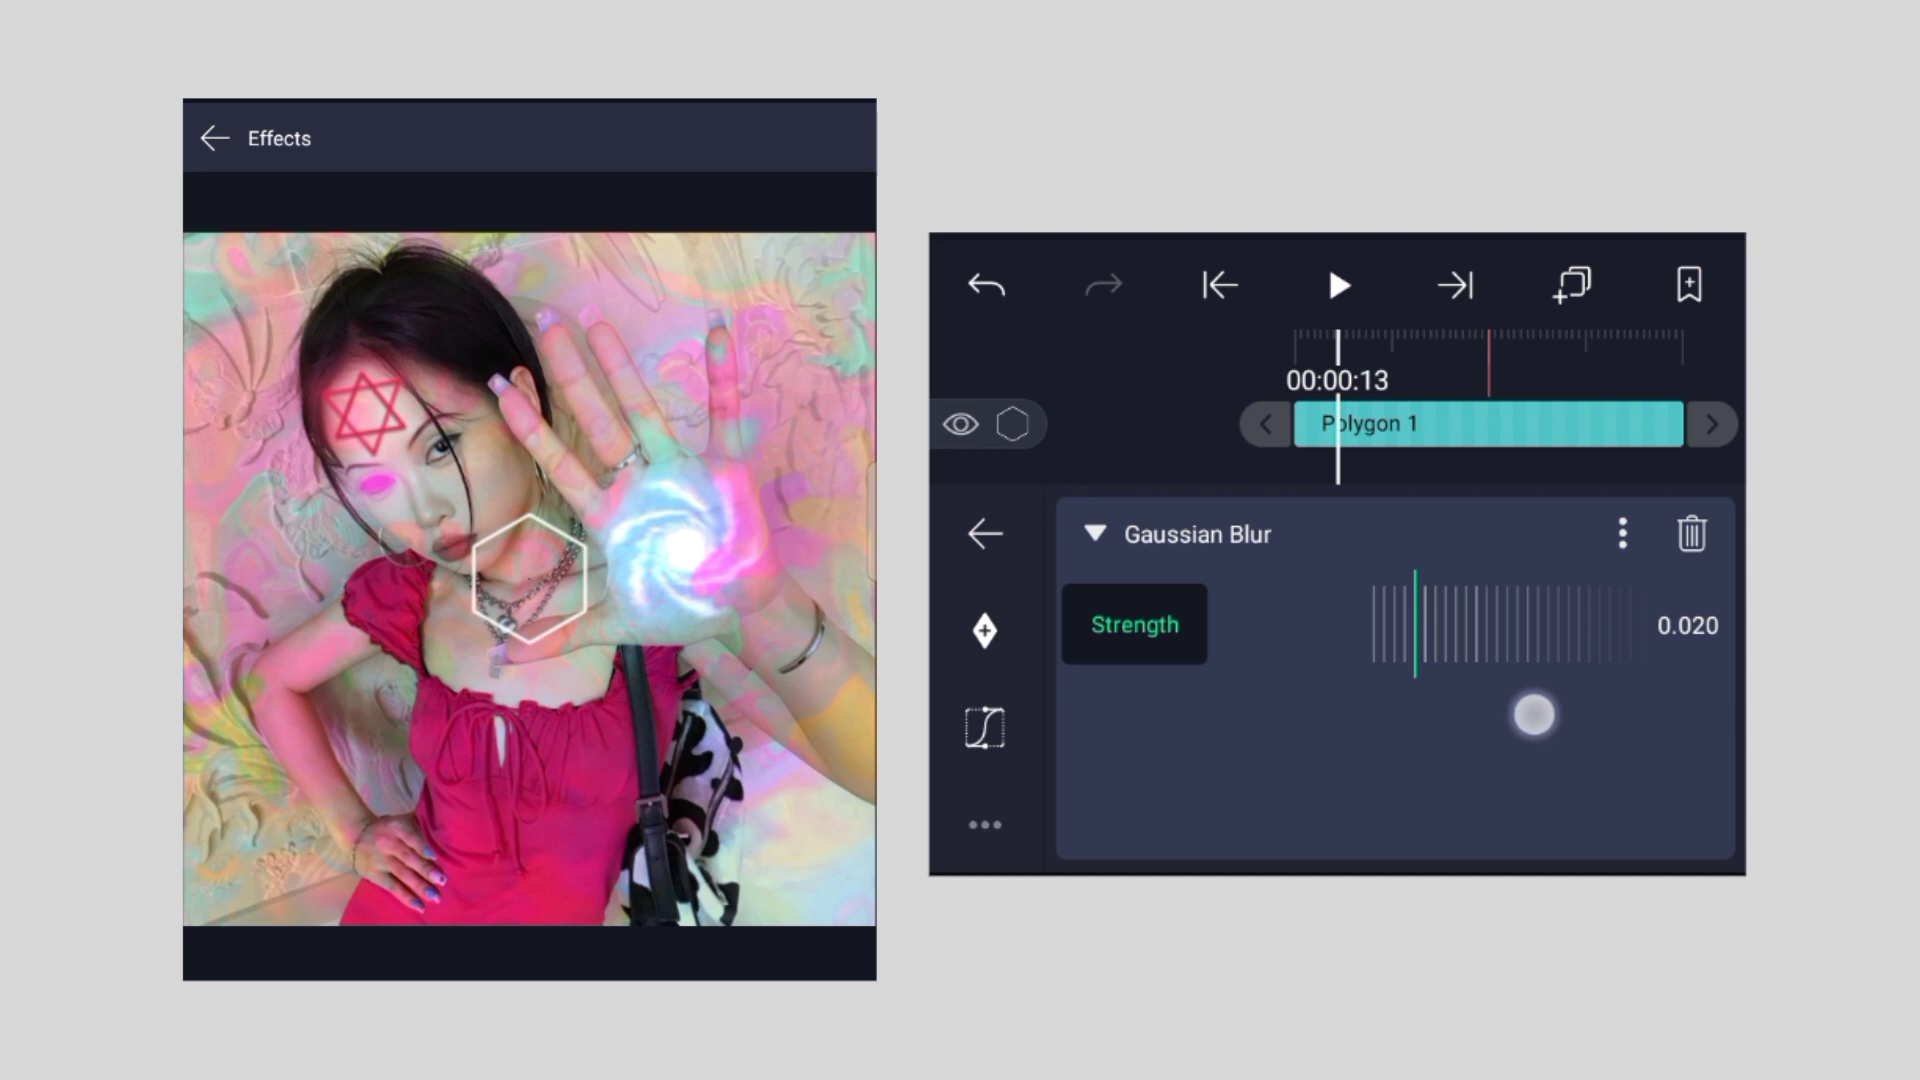 Effects
00:00:13
Polygon 1
Gaussian Blur
Strength
0.020